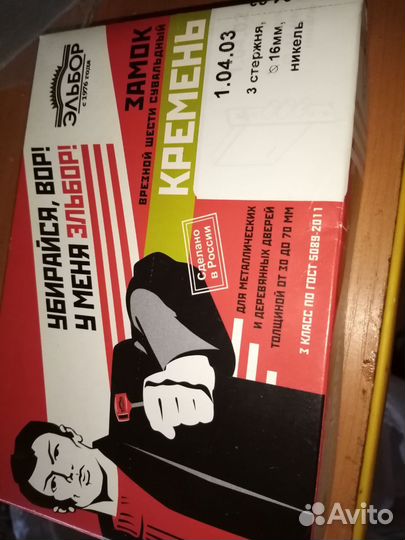 ЭЛЬБОР
С 1976 ГОДА
УБИРАЙСЯ, ВОР!
У МЕНЯ ЭЛЬБОР!
ЗАМОК
ВРЕЗНОЙ ШЕСТИ СУВАЛЬДНЫЙ
КРЕМЕНЬ
1.04.03
3 стержня,
⌀ 16мм,
никель
Сделано
в России
ДЛЯ МЕТАЛЛИЧЕСКИХ
И ДЕРЕВЯННЫХ ДВЕРЕЙ
ТОЛЩИНОЙ ОТ 30 ДО 70 ММ
3 КЛАСС ПО ГОСТ 5089-2011
Avito